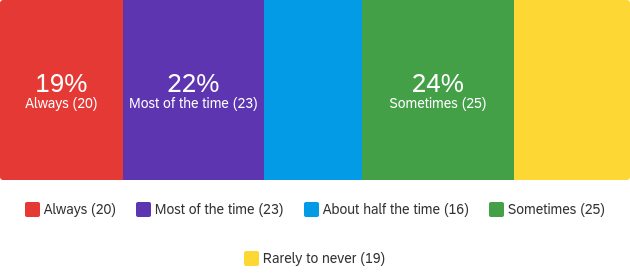 19%
Always (20)
22%
Most of the time (23)
24%
Sometimes (25)
Always (20)
Most of the time (23)
About half the time (16)
Sometimes (25)
Rarely to never (19)